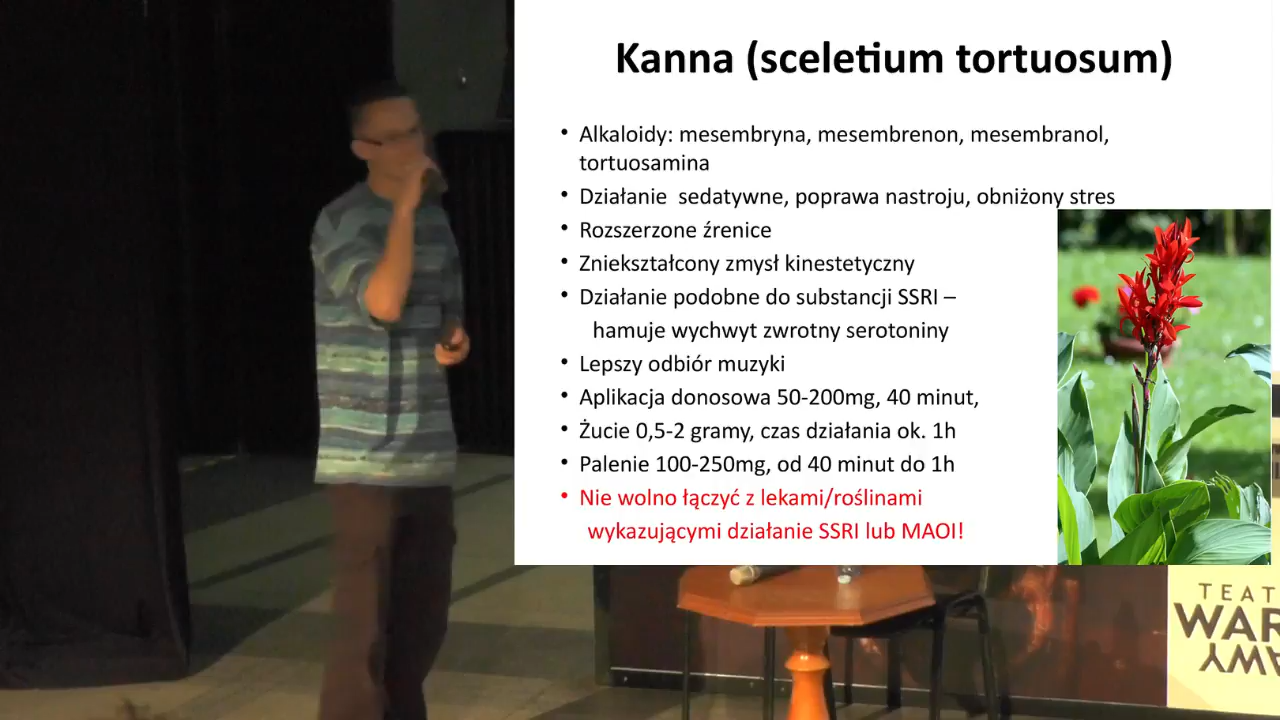 Kanna (sceletium tortuosum)
• Alkaloidy: mesembryna, mesembrenon, mesembranol,
tortuosamina
• Działanie  sedatywne, poprawa nastroju, obniżony stres
• Rozszerzone źrenice
• Zniekształcony zmysł kinestetyczny
• Działanie podobne do substancji SSRI –
hamuje wychwyt zwrotny serotoniny
• Lepszy odbiór muzyki
• Aplikacja donosowa 50-200mg, 40 minut,
• Żucie 0,5-2 gramy, czas działania ok. 1h
• Palenie 100-250mg, od 40 minut do 1h
• Nie wolno łączyć z lekami/roślinami
wykazującymi działanie SSRI lub MAOI!
TEAT
WAR